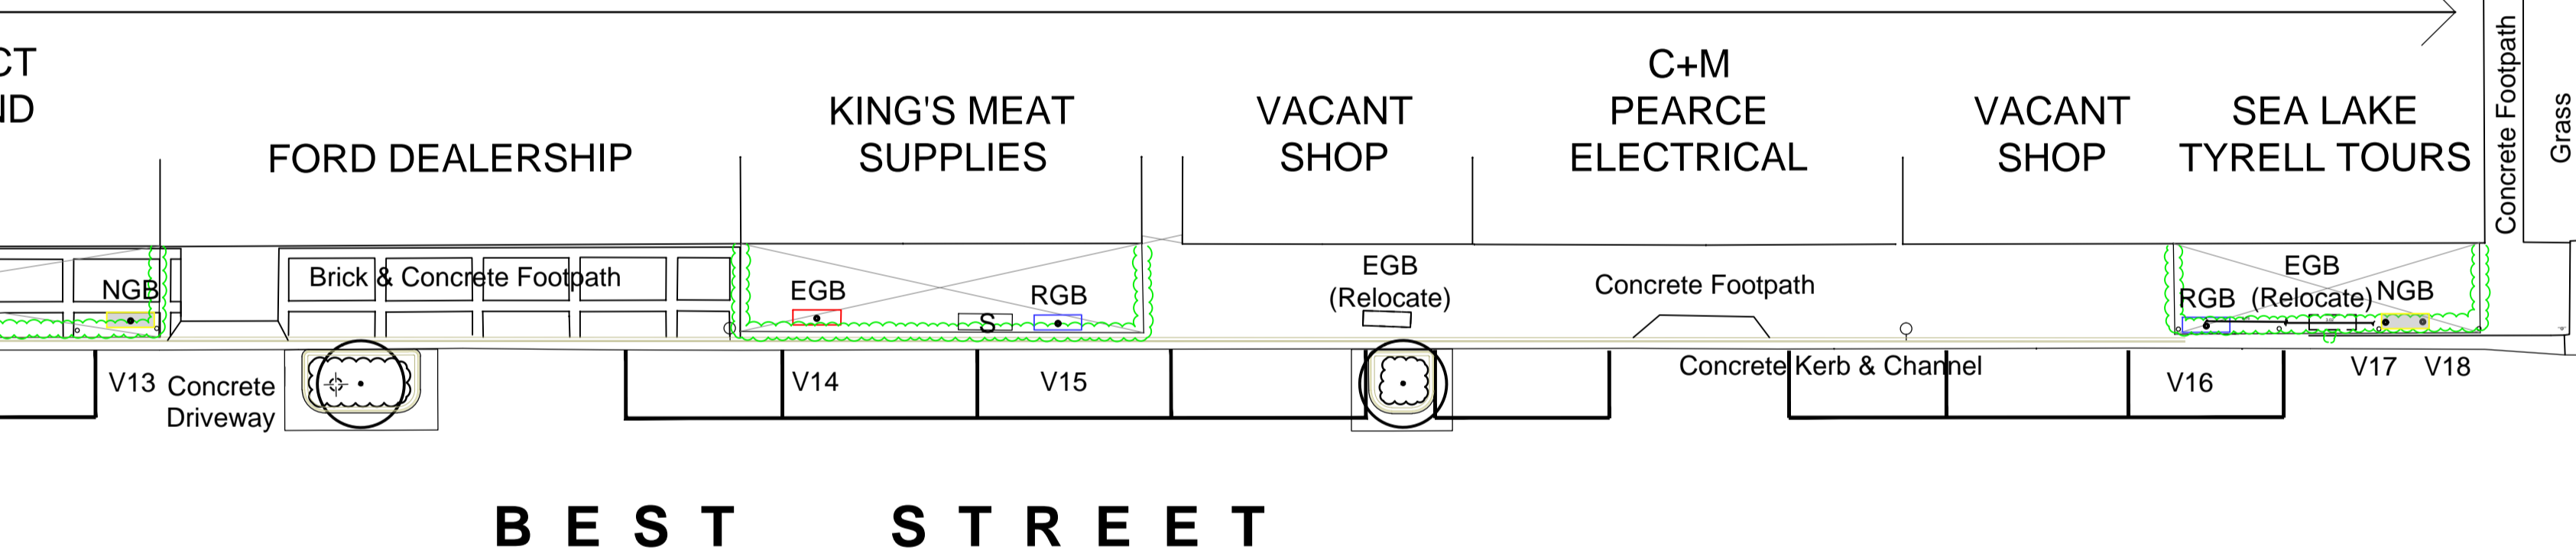 CT
ND
FORD DEALERSHIP
KING'S MEAT
SUPPLIES
VACANT
SHOP
C+M
PEARCE
ELECTRICAL
VACANT
SHOP
SEA LAKE
TYRELL TOURS
Concrete Footpath
Grass
NGB
Brick & Concrete Footpath
EGB
S
RGB
EGB
(Relocate)
Concrete Footpath
RGB
EGB
(Relocate)
NGB
V13
Concrete
Driveway
V14
V15
Concrete Kerb & Channel
V16
V17
V18
BEST STREET